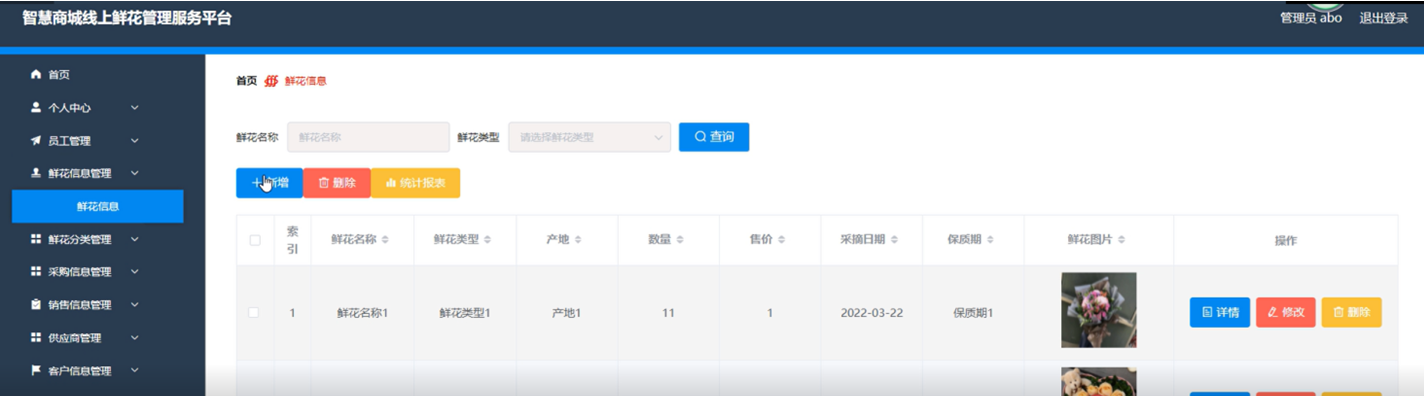 智慧商城线上鲜花管理服务平台
管理员 abo 退出登录
首页
个人中心
员工管理
鲜花信息管理
鲜花信息
鲜花分类管理
采购信息管理
销售信息管理
供应商管理
客户信息管理
首页 鲜花信息
鲜花名称 鲜花名称 鲜花类型 请选择鲜花类型 查询
增 删除 统计报表
索引 鲜花名称 鲜花类型 产地 数量 售价 采摘日期 保质期 鲜花图片 操作
1 鲜花名称1 鲜花类型1 产地1 11 1 2022-03-22 保质期1 详情 修改 删除